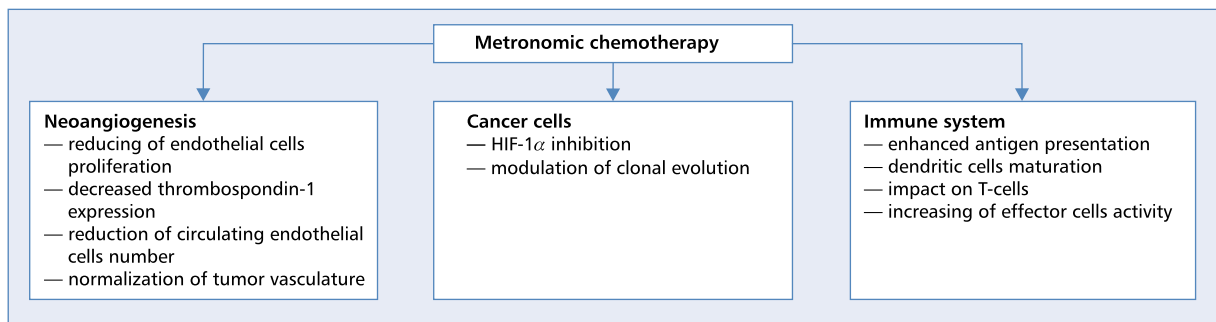 Metronomic chemotherapy
Neoangiogenesis
— reducing of endothelial cells
proliferation
— decreased thrombospondin-1
expression
— reduction of circulating endothelial
cells number
— normalization of tumor vasculature
Cancer cells
— HIF-1α inhibition
— modulation of clonal evolution
Immune system
— enhanced antigen presentation
— dendritic cells maturation
— impact on T-cells
— increasing of effector cells activity